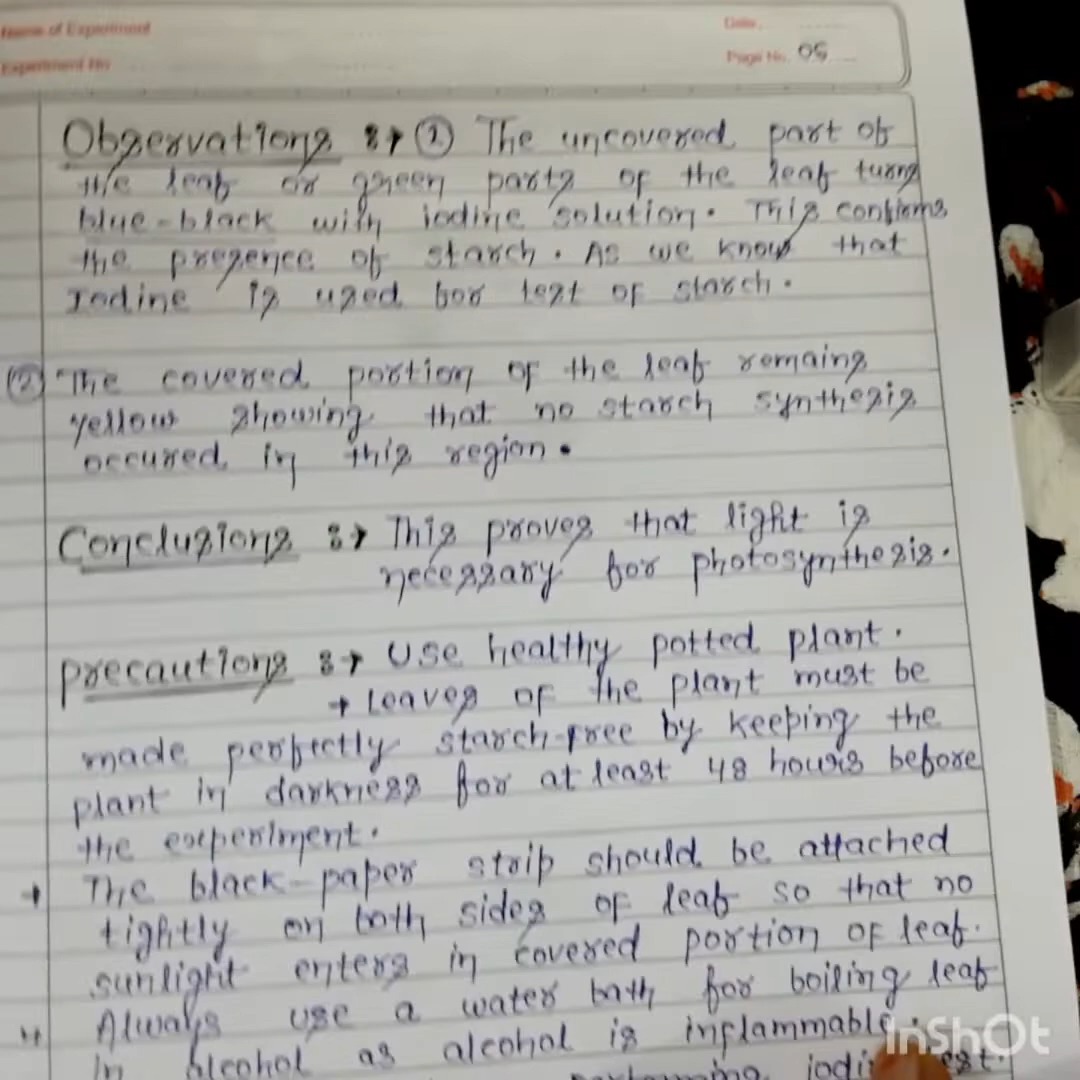 Name of Experiment
Date
Experiment No
Page No. 05
Observations :→ ① The uncovered part of
the leaf or green parts of the leaf turns
blue-black with iodine solution. This confirms
the presence of starch. As we know that
Iodine is used for test of starch.
② The covered portion of the leaf remains
yellow showing that no starch synthesis
occured in this region.
Conclusions :→ This proves that light is
necessary for photosynthesis.
Precautions :→ Use healthy potted plant.
→ Leaves of the plant must be
made perfectly starch-free by keeping the
plant in darkness for at least 48 hours before
the experiment.
→ The black-paper strip should be attached
tightly on both sides of leaf so that no
sunlight enters in covered portion of leaf.
Always use a water bath for boiling leaf
in alcohol as alcohol is inflammable.
InShOt